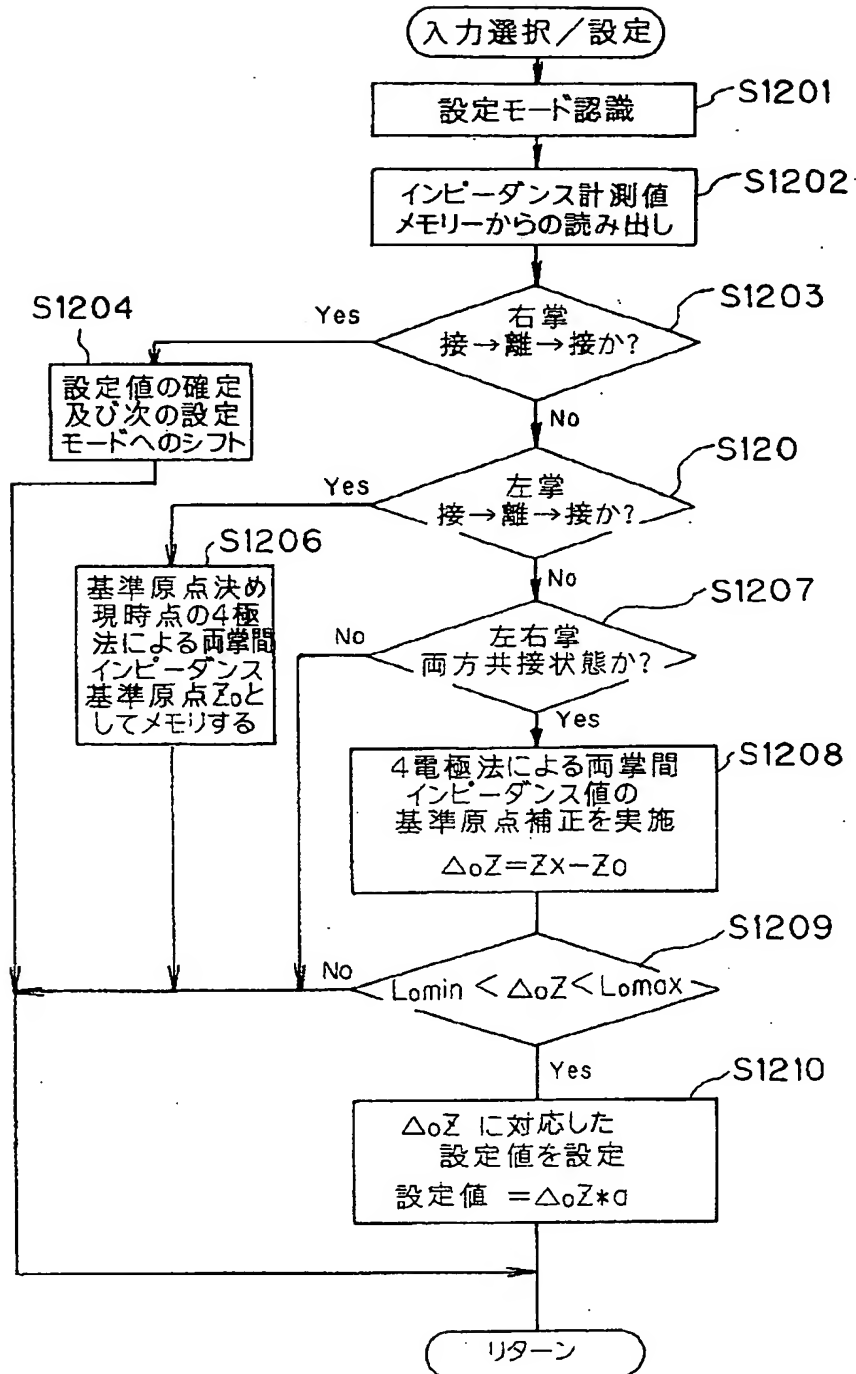 入力選択／設定
S1201
設定モード認識
S1202
インピーダンス計測値
メモリーからの読み出し
S1203
右掌
接→離→接か?
Yes
No
S1204
設定値の確定
及び次の設定
モードへのシフト
S120
左掌
接→離→接か?
Yes
No
S1206
基準原点決め
現時点の4極
法による両掌間
インピーダンス
基準原点Z0と
してメモリする
S1207
左右掌
両方共接状態か?
No
Yes
S1208
4電極法による両掌間
インピーダンス値の
基準原点補正を実施
△0Z=Zx−Z0
S1209
L0min < △0Z < L0max
No
Yes
S1210
△0Z に対応した
設定値を設定
設定値 =△0Z*a
リターン